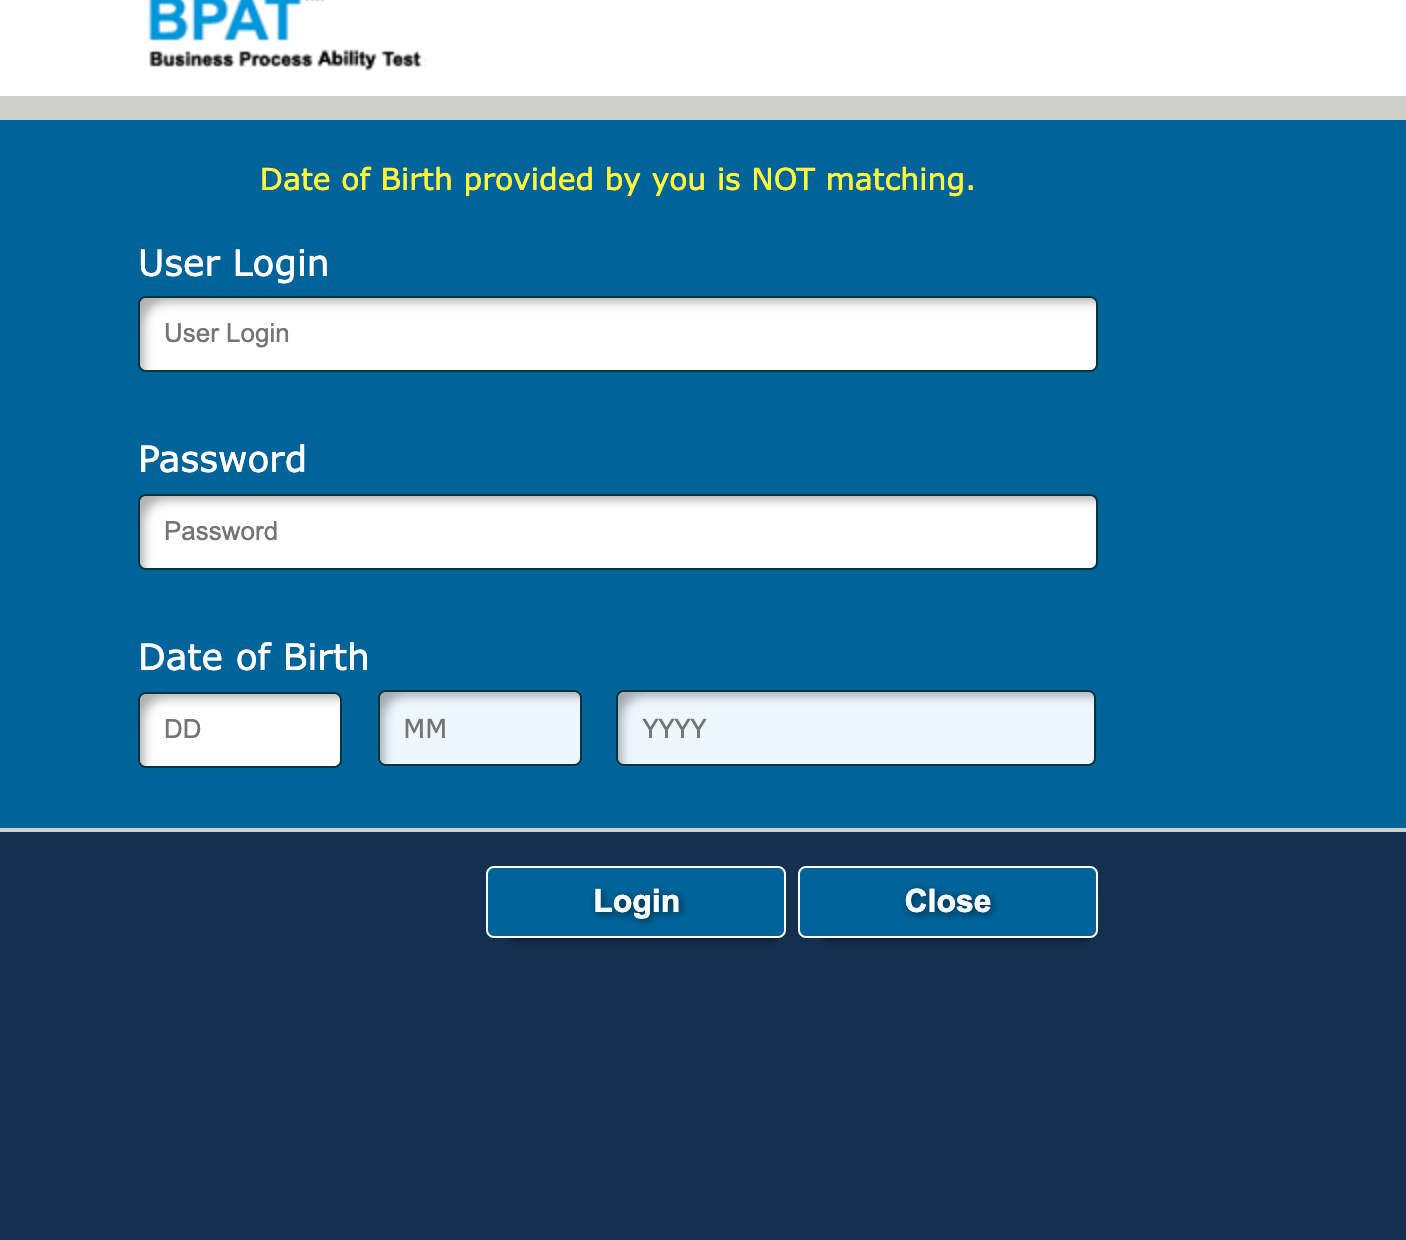 BPAT
Business Process Ability Test
Date of Birth provided by you is NOT matching.
User Login
User Login
Password
Password
Date of Birth
DD MM YYYY
Login Close